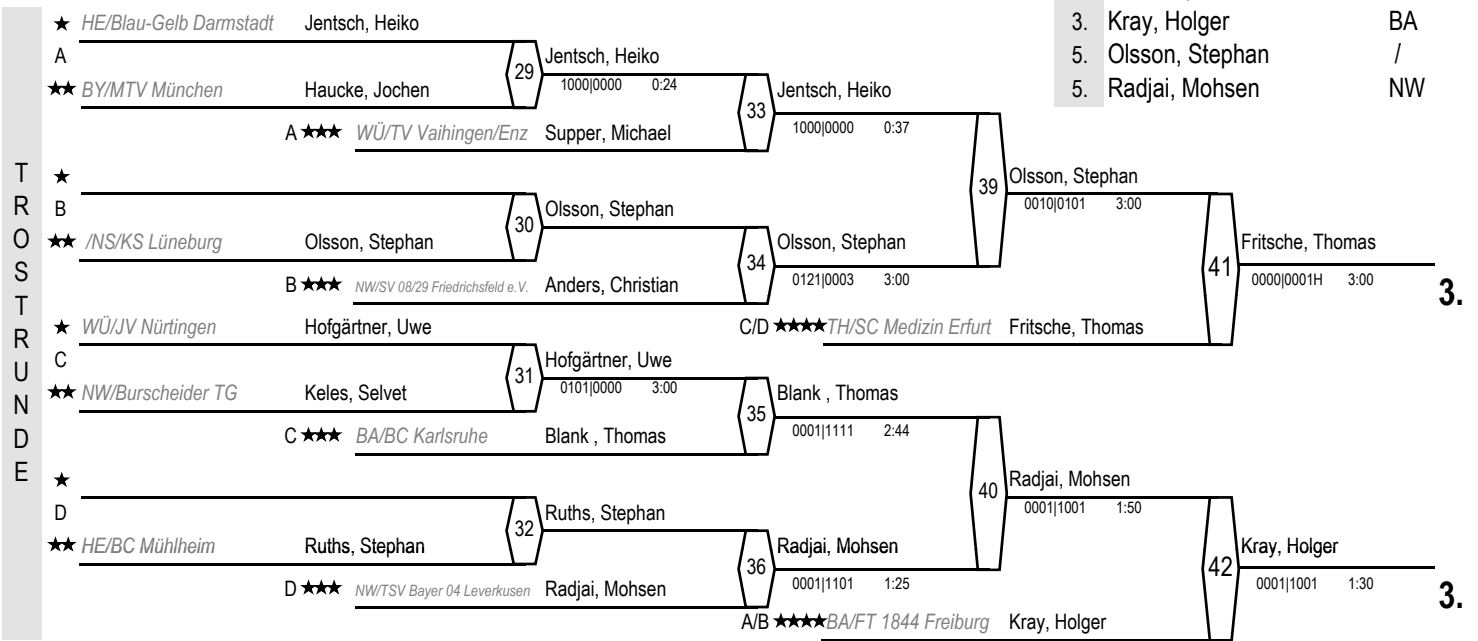 3. Kray, Holger BA
5. Olsson, Stephan /
5. Radjai, Mohsen NW
TROSTRUNDE
★ HE/Blau-Gelb Darmstadt Jentsch, Heiko
A
★★ BY/MTV München Haucke, Jochen
29 Jentsch, Heiko
1000|0000 0:24
A ★★★ WÜ/TV Vaihingen/Enz Supper, Michael
33 Jentsch, Heiko
1000|0000 0:37
★
B
★★ /NS/KS Lüneburg Olsson, Stephan
30 Olsson, Stephan
B ★★★ NW/SV 08/29 Friedrichsfeld e.V. Anders, Christian
34 Olsson, Stephan
0121|0003 3:00
39 Olsson, Stephan
0010|0101 3:00
C/D ★★★★ TH/SC Medizin Erfurt Fritsche, Thomas
41 Fritsche, Thomas
0000|0001H 3:00
3.
★ WÜ/JV Nürtingen Hofgärtner, Uwe
C
★★ NW/Burscheider TG Keles, Selvet
31 Hofgärtner, Uwe
0101|0000 3:00
C ★★★ BA/BC Karlsruhe Blank , Thomas
35 Blank , Thomas
0001|1111 2:44
★
D
★★ HE/BC Mühlheim Ruths, Stephan
32 Ruths, Stephan
D ★★★ NW/TSV Bayer 04 Leverkusen Radjai, Mohsen
36 Radjai, Mohsen
0001|1101 1:25
40 Radjai, Mohsen
0001|1001 1:50
A/B ★★★★ BA/FT 1844 Freiburg Kray, Holger
42 Kray, Holger
0001|1001 1:30
3.